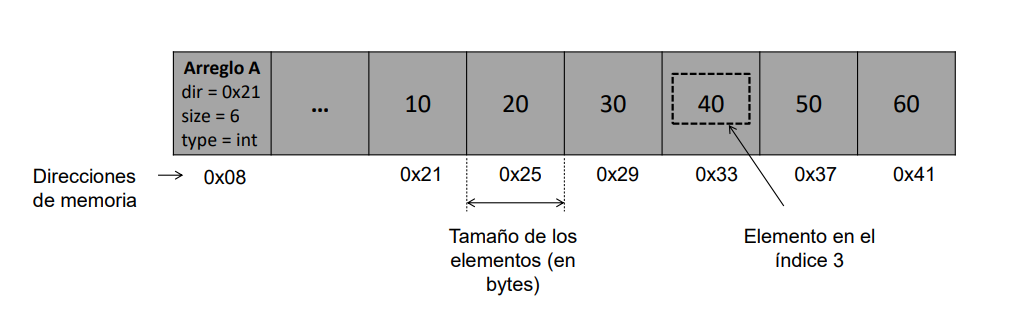 Arreglo A
dir = 0x21
size = 6
type = int
...
10
20
30
40
50
60
Direcciones
de memoria
0x08
0x21
0x25
0x29
0x33
0x37
0x41
Tamaño de los
elementos (en
bytes)
Elemento en el
índice 3